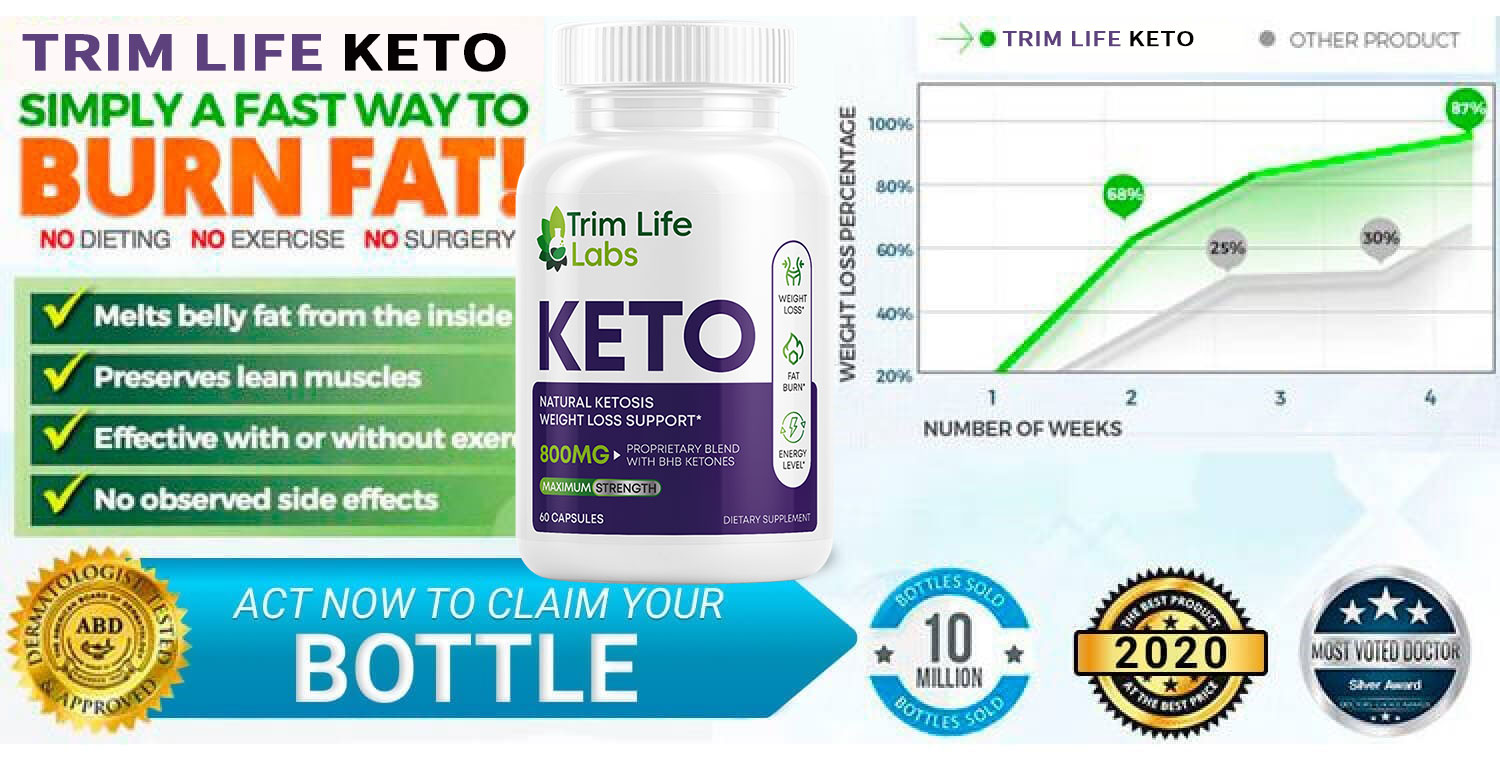 TRIM LIFE KETO
SIMPLY A FAST WAY TO
BURN FAT!
NO DIETING NO EXERCISE NO SURGERY
Melts belly fat from the inside
Preserves lean muscles
Effective with or without exer
No observed side effects
DERMATOLOGIST TESTED
& APPROVED
ABD
ACT NOW TO CLAIM YOUR
BOTTLE
Trim Life
Labs
KETO
NATURAL KETOSIS
WEIGHT LOSS SUPPORT*
800MG
PROPRIETARY BLEND
WITH BHB KETONES
MAXIMUM STRENGTH
60 CAPSULES
DIETARY SUPPLEMENT
WEIGHT
LOSS*
FAT
BURN*
ENERGY
LEVEL*
TRIM LIFE KETO
OTHER PRODUCT
WEIGHT LOSS PERCENTAGE
100%
80%
60%
40%
20%
68%
25%
30%
87%
1 2 3 4
NUMBER OF WEEKS
BOTTLES SOLD
10
MILLION
BOTTLES SOLD
THE BEST PRODUCT
2020
AT THE BEST PRICE
MOST VOTED DOCTOR
Silver Award